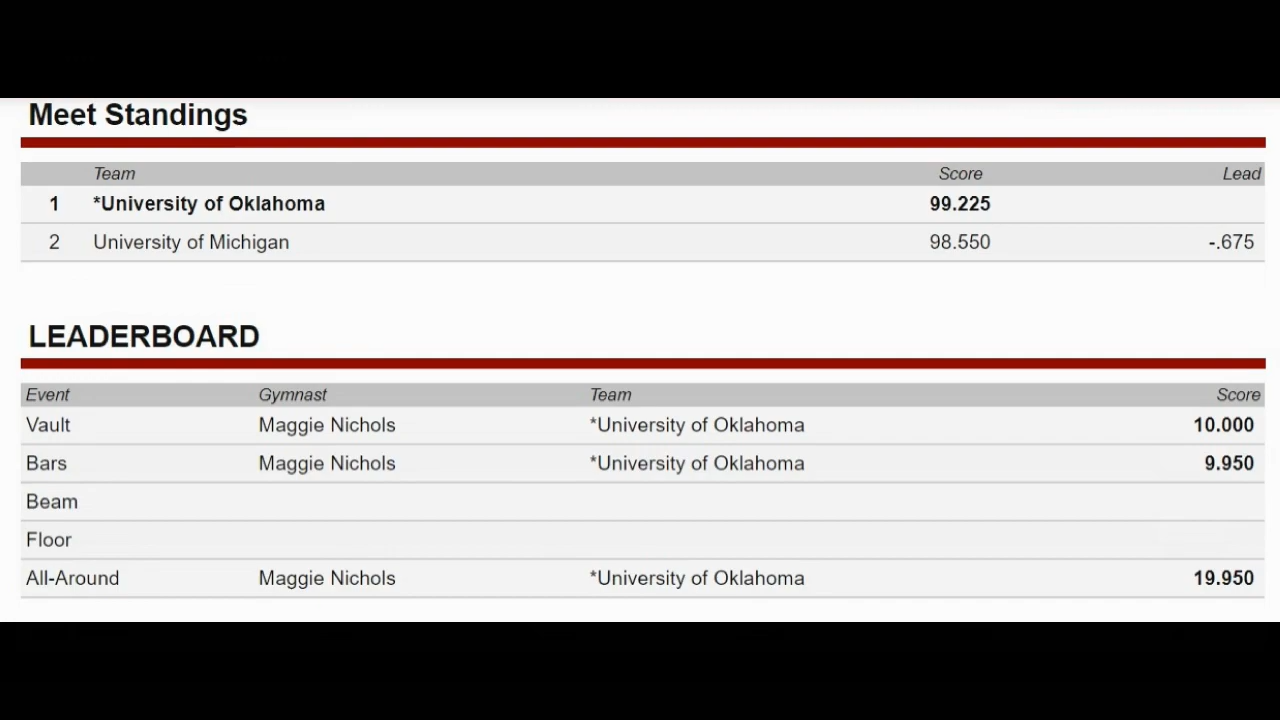 Meet Standings
Team Score Lead
1 *University of Oklahoma 99.225
2 University of Michigan 98.550 -.675
LEADERBOARD
Event Gymnast Team Score
Vault Maggie Nichols *University of Oklahoma 10.000
Bars Maggie Nichols *University of Oklahoma 9.950
Beam
Floor
All-Around Maggie Nichols *University of Oklahoma 19.950